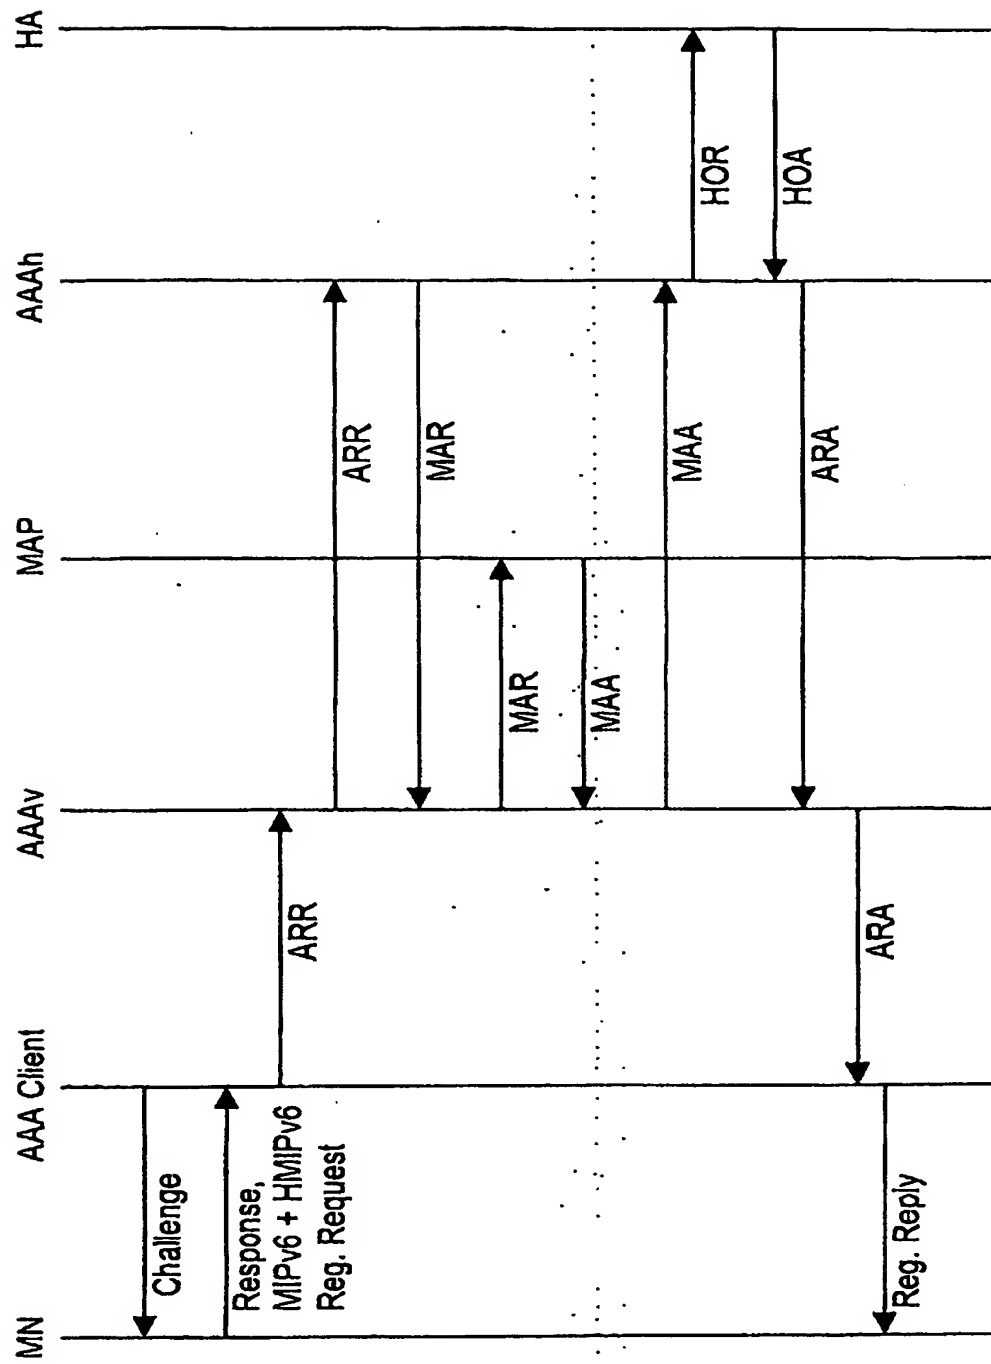 MN
AAA Client
AAAv
MAP
AAAh
HA
Challenge
Response,
MIPv6 + HMIPv6
Reg. Request
ARR
ARR
MAR
MAR
MAA
MAA
HOR
HOA
ARA
ARA
Reg. Reply